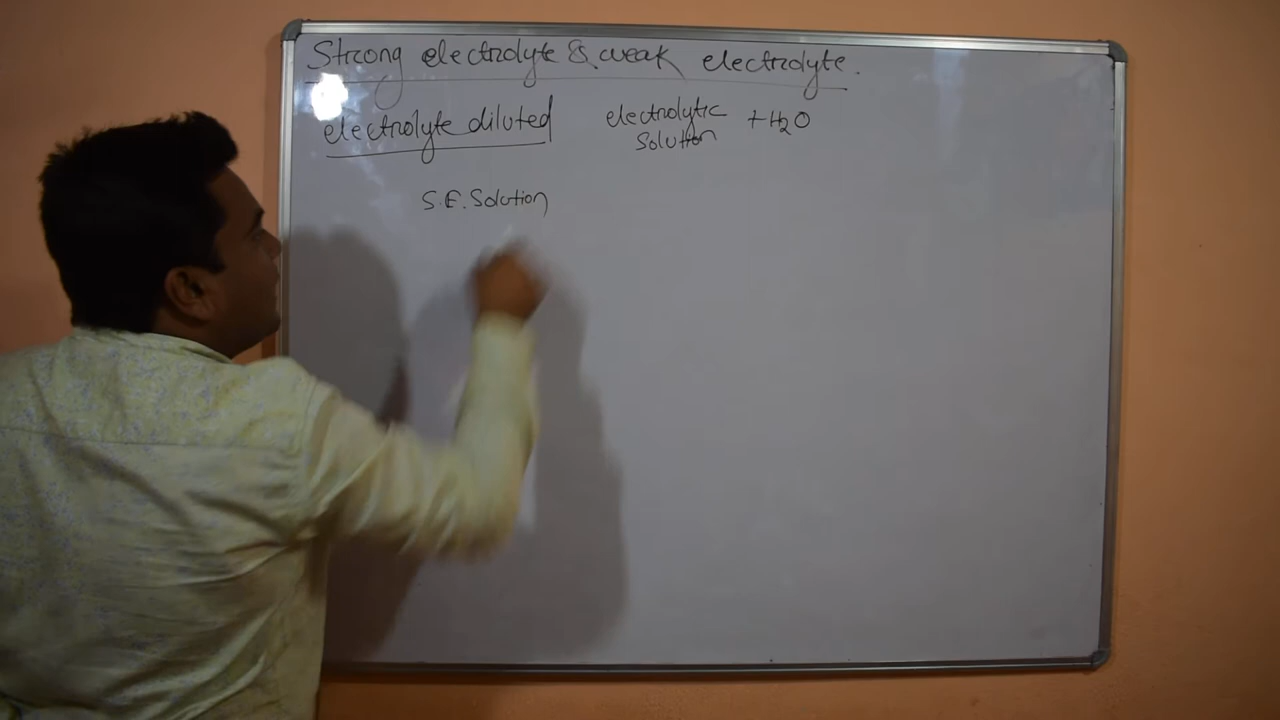 Strong electrolyte & weak electrolyte.
electrolyte diluted electrolytic + H₂O
Solution
S.E. Solution